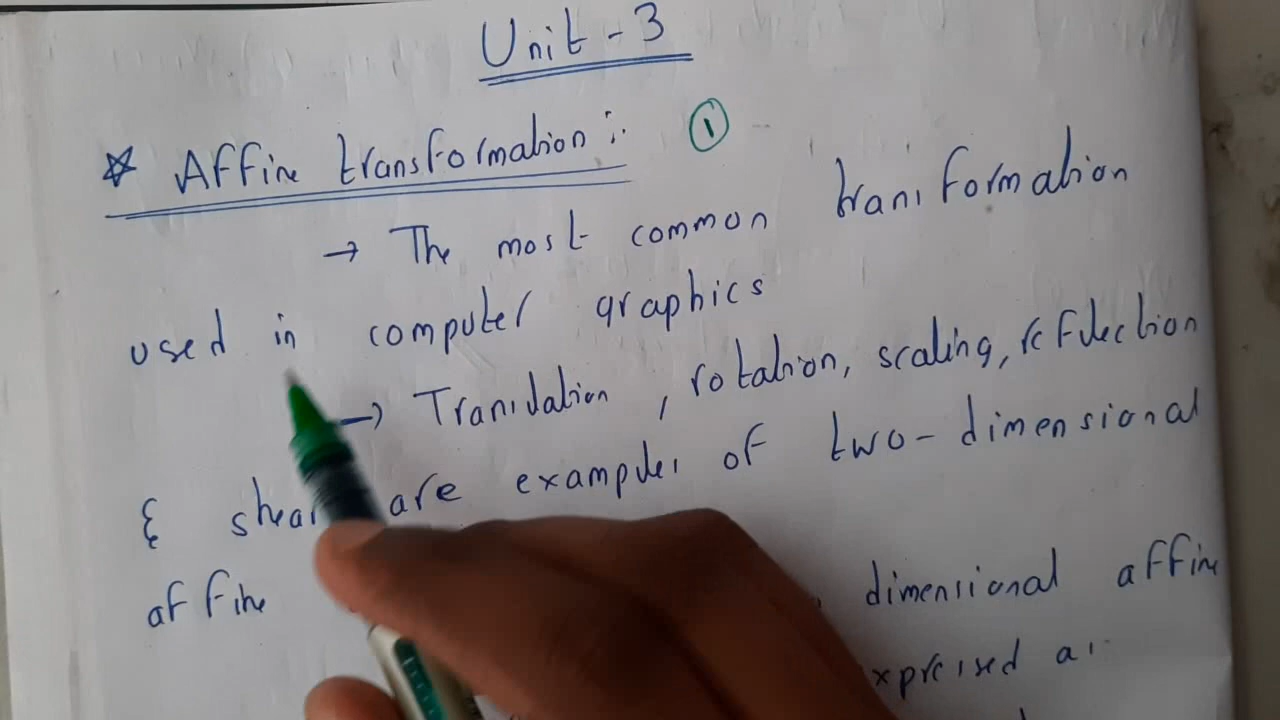 Unit - 3
* Affine transformation :. ①
→ The most common transformation
used in computer graphics
→ Translation, rotation, scaling, reflection
& shear are examples of two-dimensional
affine dimensional affine
expressed as